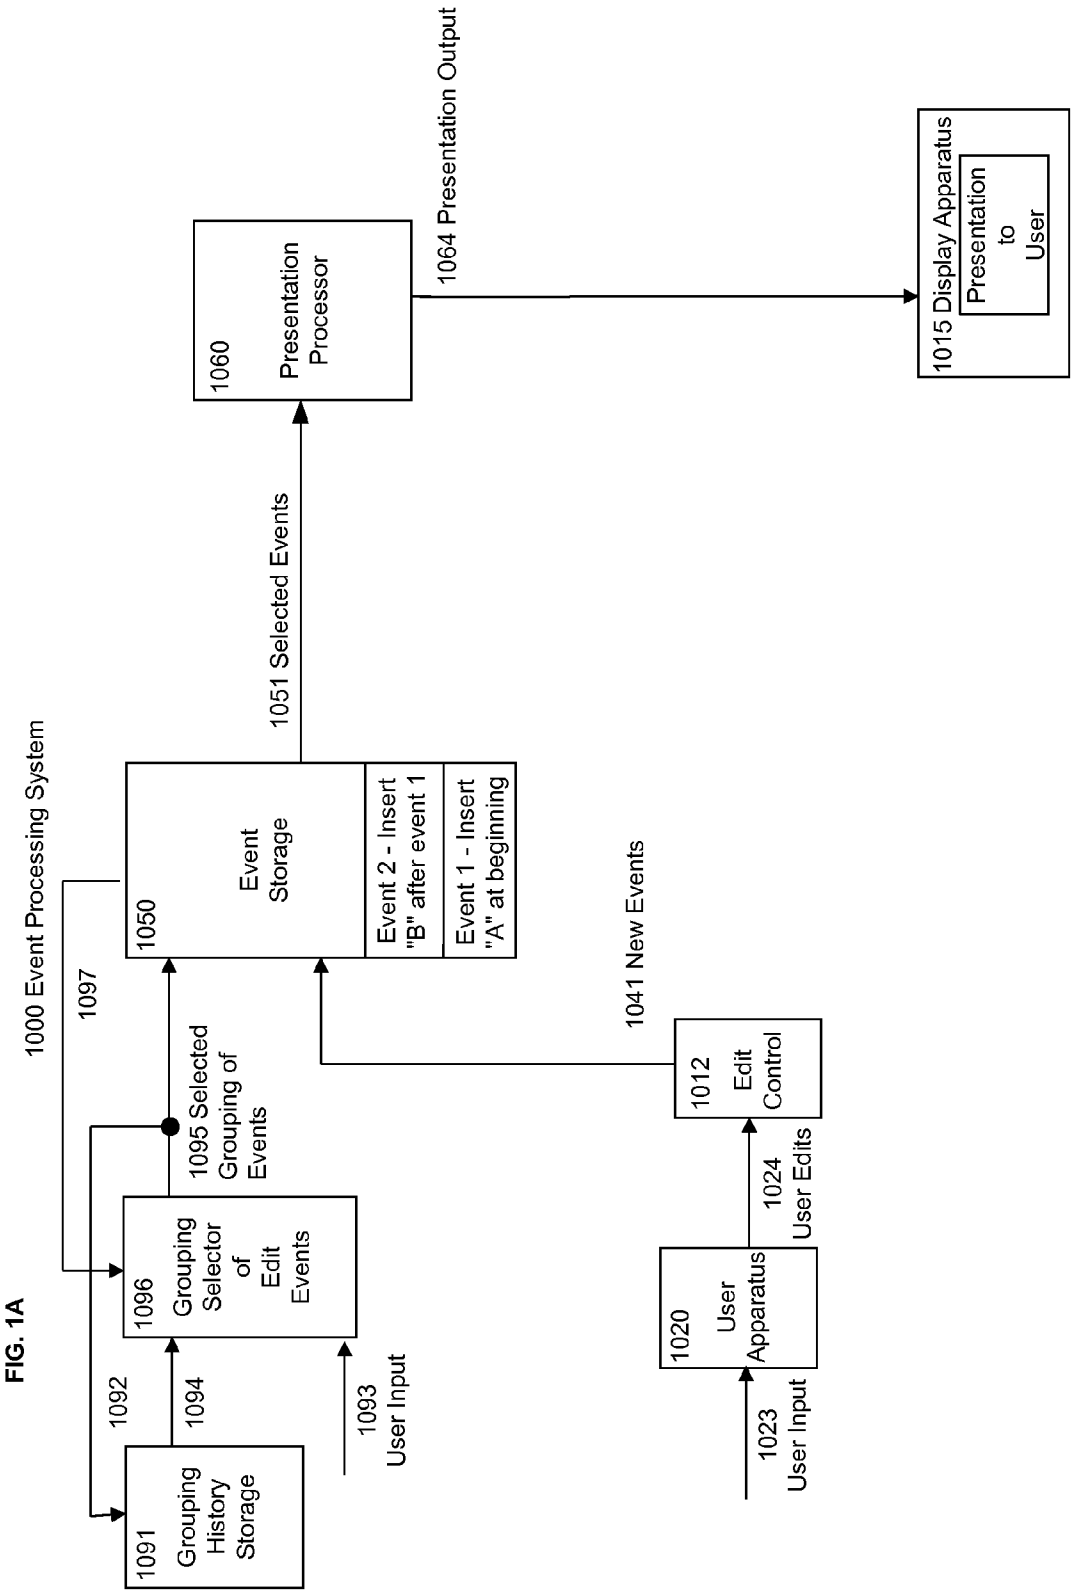 FIG. 1A
1000 Event Processing System
1091
Grouping
History
Storage
1092
1094
1096
Grouping
Selector
of
Edit
Events
1093
User Input
1097
1095 Selected
Grouping of
Events
1050
Event
Storage
Event 2 - Insert
"B" after event 1
Event 1 - Insert
"A" at beginning
1051 Selected Events
1060
Presentation
Processor
1064 Presentation Output
1023
User Input
1020
User
Apparatus
1024
User Edits
1012
Edit
Control
1041 New Events
1015 Display Apparatus
Presentation
to
User